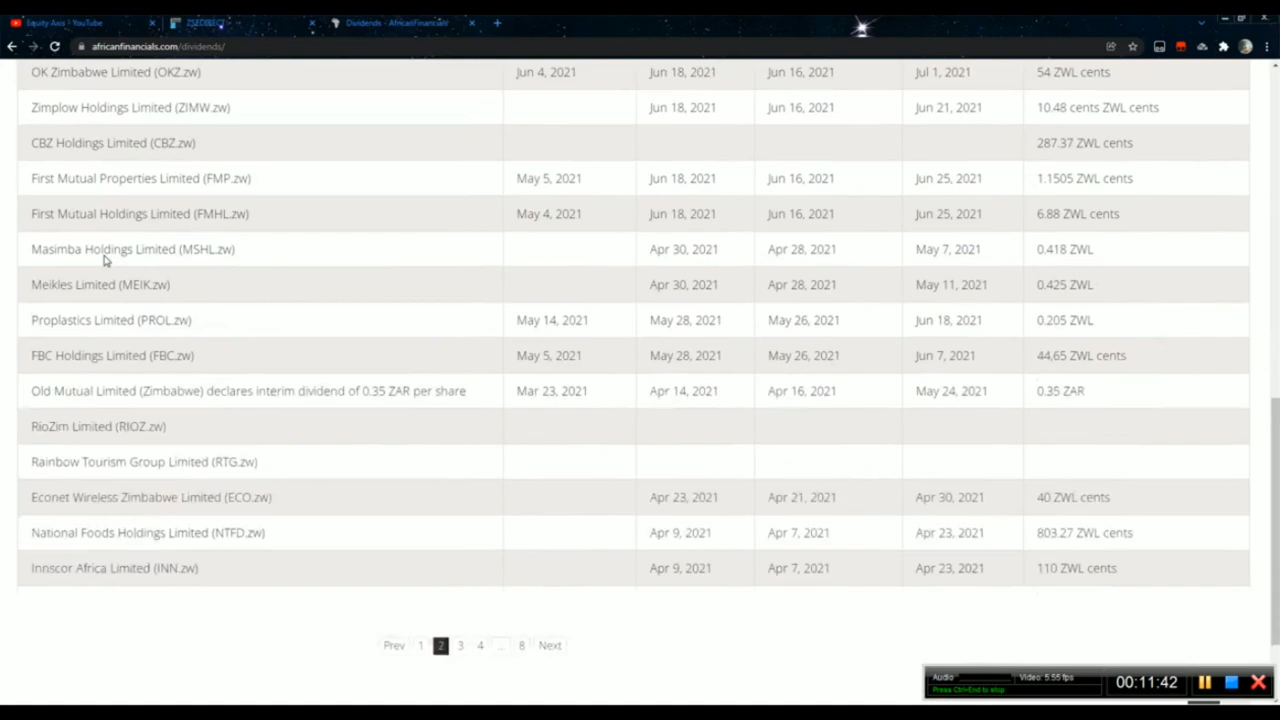 Equity Axis - YouTube × ZSEDIRECT × Dividends - AfricanFinancials × +
africanfinancials.com/dividends/
OK Zimbabwe Limited (OKZ.zw) Jun 4, 2021 Jun 18, 2021 Jun 16, 2021 Jul 1, 2021 54 ZWL cents
Zimplow Holdings Limited (ZIMW.zw) Jun 18, 2021 Jun 16, 2021 Jun 21, 2021 10.48 cents ZWL cents
CBZ Holdings Limited (CBZ.zw) 287.37 ZWL cents
First Mutual Properties Limited (FMP.zw) May 5, 2021 Jun 18, 2021 Jun 16, 2021 Jun 25, 2021 1.1505 ZWL cents
First Mutual Holdings Limited (FMHL.zw) May 4, 2021 Jun 18, 2021 Jun 16, 2021 Jun 25, 2021 6.88 ZWL cents
Masimba Holdings Limited (MSHL.zw) Apr 30, 2021 Apr 28, 2021 May 7, 2021 0.418 ZWL
Meikles Limited (MEIK.zw) Apr 30, 2021 Apr 28, 2021 May 11, 2021 0.425 ZWL
Proplastics Limited (PROL.zw) May 14, 2021 May 28, 2021 May 26, 2021 Jun 18, 2021 0.205 ZWL
FBC Holdings Limited (FBC.zw) May 5, 2021 May 28, 2021 May 26, 2021 Jun 7, 2021 44,65 ZWL cents
Old Mutual Limited (Zimbabwe) declares interim dividend of 0.35 ZAR per share Mar 23, 2021 Apr 14, 2021 Apr 16, 2021 May 24, 2021 0.35 ZAR
RioZim Limited (RIOZ.zw)
Rainbow Tourism Group Limited (RTG.zw)
Econet Wireless Zimbabwe Limited (ECO.zw) Apr 23, 2021 Apr 21, 2021 Apr 30, 2021 40 ZWL cents
National Foods Holdings Limited (NTFD.zw) Apr 9, 2021 Apr 7, 2021 Apr 23, 2021 803.27 ZWL cents
Innscor Africa Limited (INN.zw) Apr 9, 2021 Apr 7, 2021 Apr 23, 2021 110 ZWL cents
Prev 1 2 3 4 ... 8 Next
Audio Video: 5.55 fps
Press Ctrl+End to stop
00:11:42